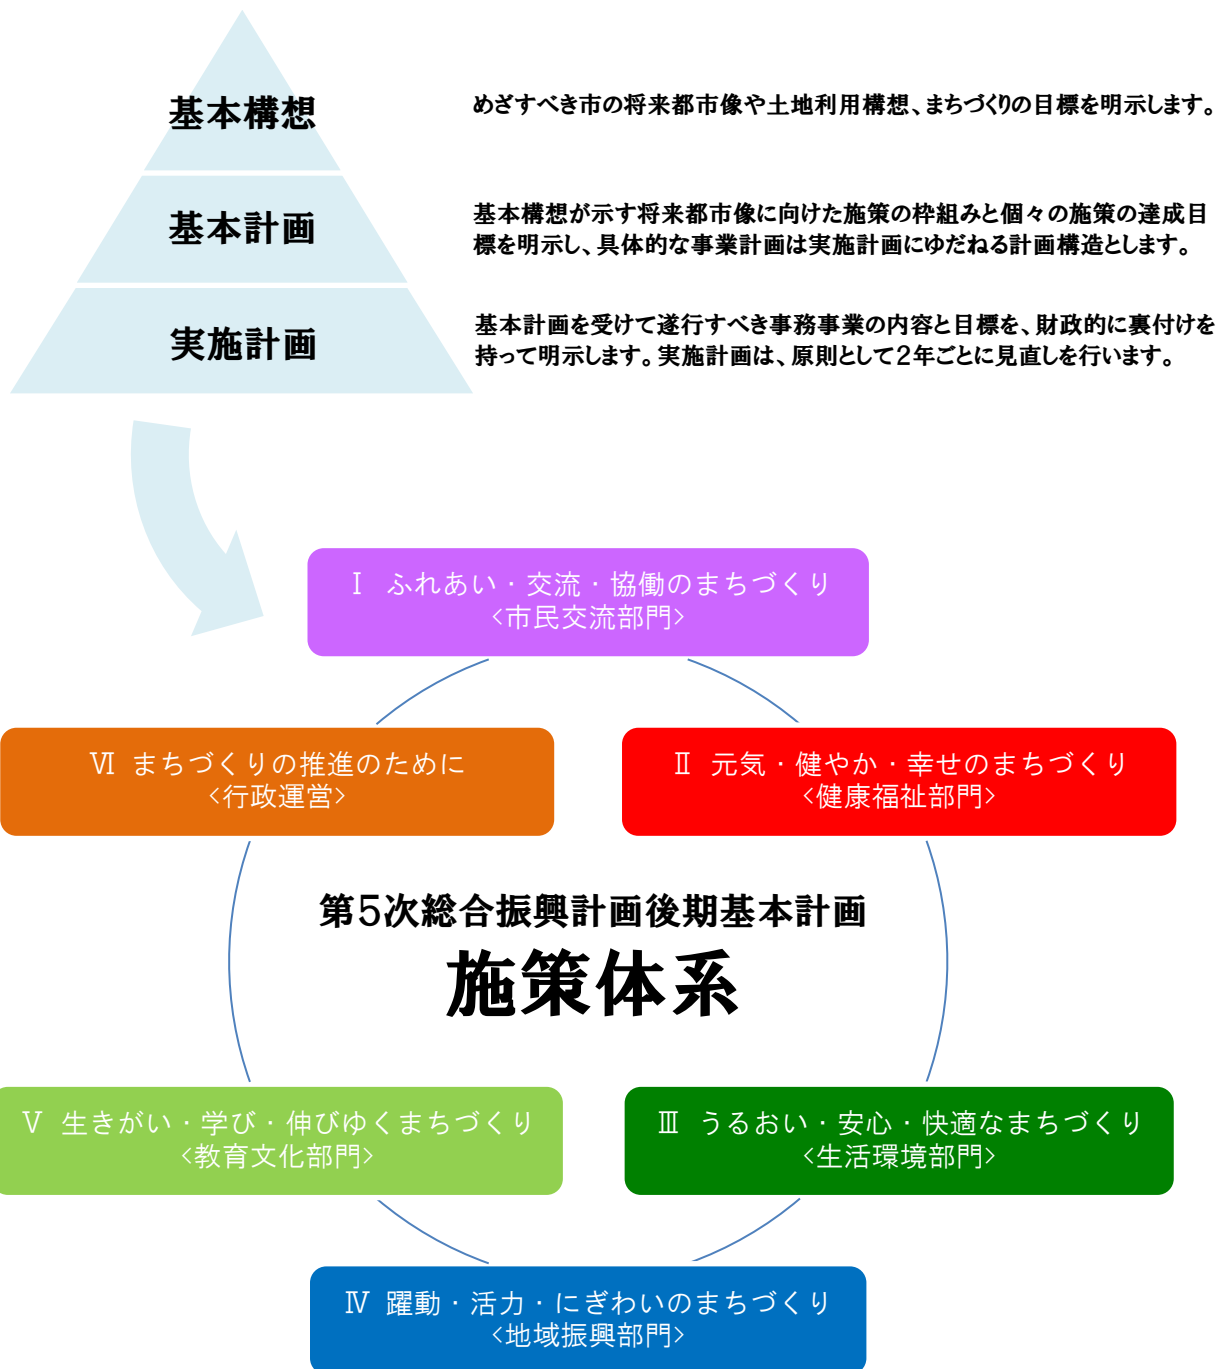 基本構想
めざすべき市の将来都市像や土地利用構想、まちづくりの目標を明示します。
基本計画
基本構想が示す将来都市像に向けた施策の枠組みと個々の施策の達成目
標を明示し、具体的な事業計画は実施計画にゆだねる計画構造とします。
実施計画
基本計画を受けて遂行すべき事務事業の内容と目標を、財政的に裏付けを
持って明示します。実施計画は、原則として2年ごとに見直しを行います。
Ⅰ ふれあい・交流・協働のまちづくり
<市民交流部門>
Ⅵ まちづくりの推進のために
<行政運営>
Ⅱ 元気・健やか・幸せのまちづくり
<健康福祉部門>
第5次総合振興計画後期基本計画
施策体系
Ⅴ 生きがい・学び・伸びゆくまちづくり
<教育文化部門>
Ⅲ うるおい・安心・快適なまちづくり
<生活環境部門>
Ⅳ 躍動・活力・にぎわいのまちづくり
<地域振興部門>